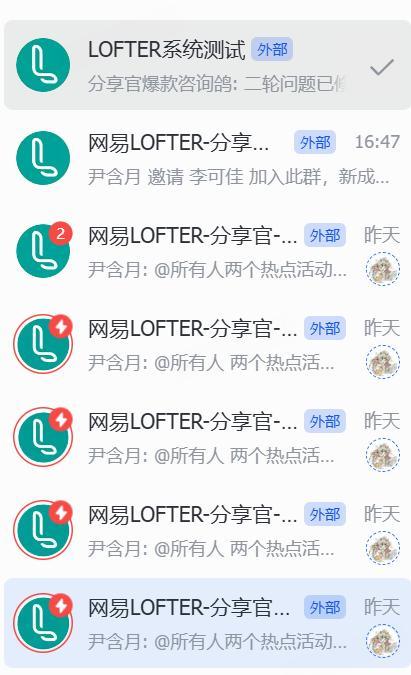 LOFTER系统测试 外部
分享官爆款咨询鸽: 二轮问题已修
网易LOFTER-分享... 外部 16:47
尹含月 邀请 李可佳 加入此群，新成...
2
网易LOFTER-分享官-... 外部 昨天
尹含月: @所有人两个热点活动...
网易LOFTER-分享官-... 外部 昨天
尹含月: @所有人 两个热点活...
网易LOFTER-分享官-... 外部 昨天
尹含月: @所有人 两个热点活...
网易LOFTER-分享官-... 外部 昨天
尹含月: @所有人 两个热点活...
网易LOFTER-分享官... 外部 昨天
尹含月: @所有人两个热点活动...